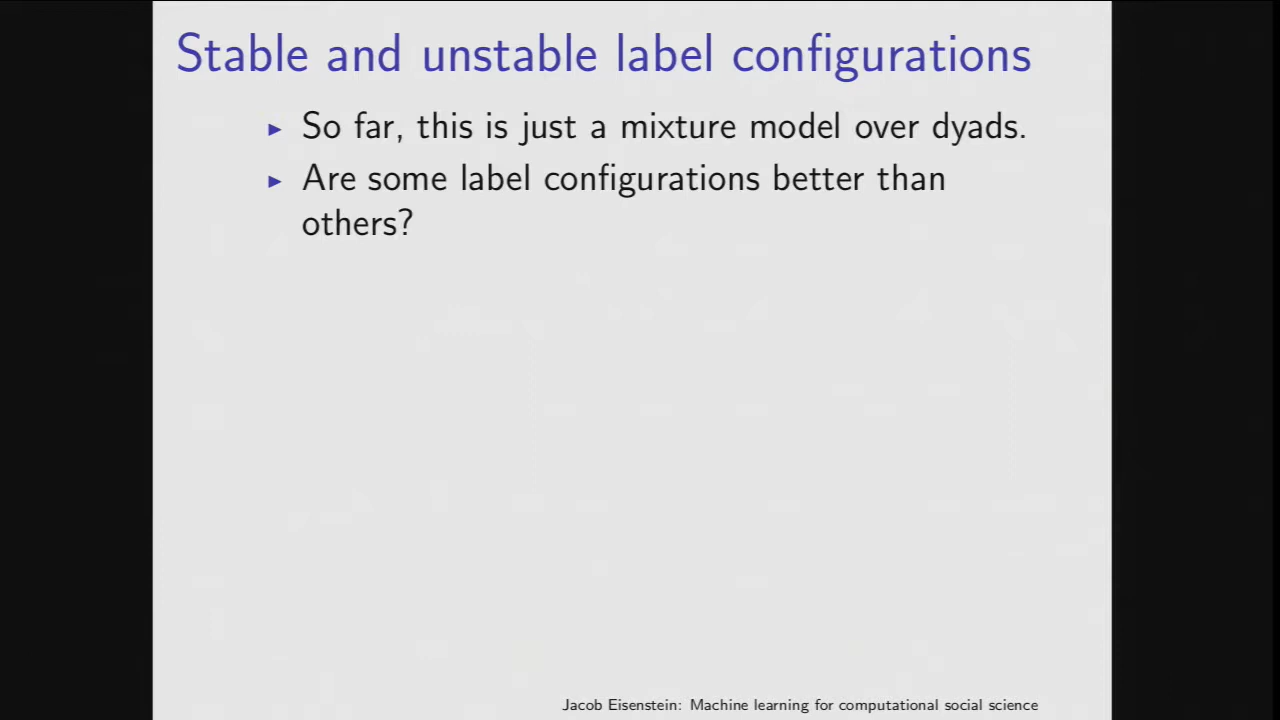 Stable and unstable label configurations
▶ So far, this is just a mixture model over dyads.
▶ Are some label configurations better than
others?
Jacob Eisenstein: Machine learning for computational social science